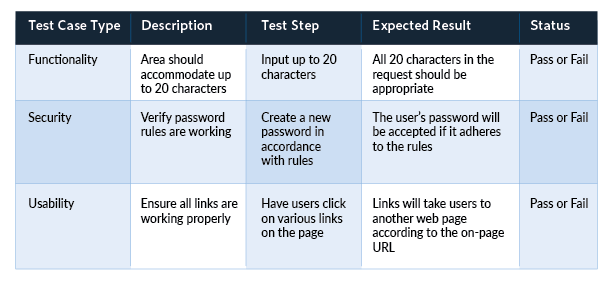 Test Case Type Description Test Step Expected Result Status
Functionality
Area should
accommodate up
to 20 characters
Input up to 20
characters
All 20 characters in the
request should be
appropriate
Pass or Fail
Security
Verify password
rules are working
Create a new
password in
accordance
with rules
The user's password will
be accepted if it adheres
to the rules
Pass or Fail
Usability
Ensure all links are
working properly
Have users click
on various links
on the page
Links will take users to
another web page
according to the on-page
URL
Pass or Fail